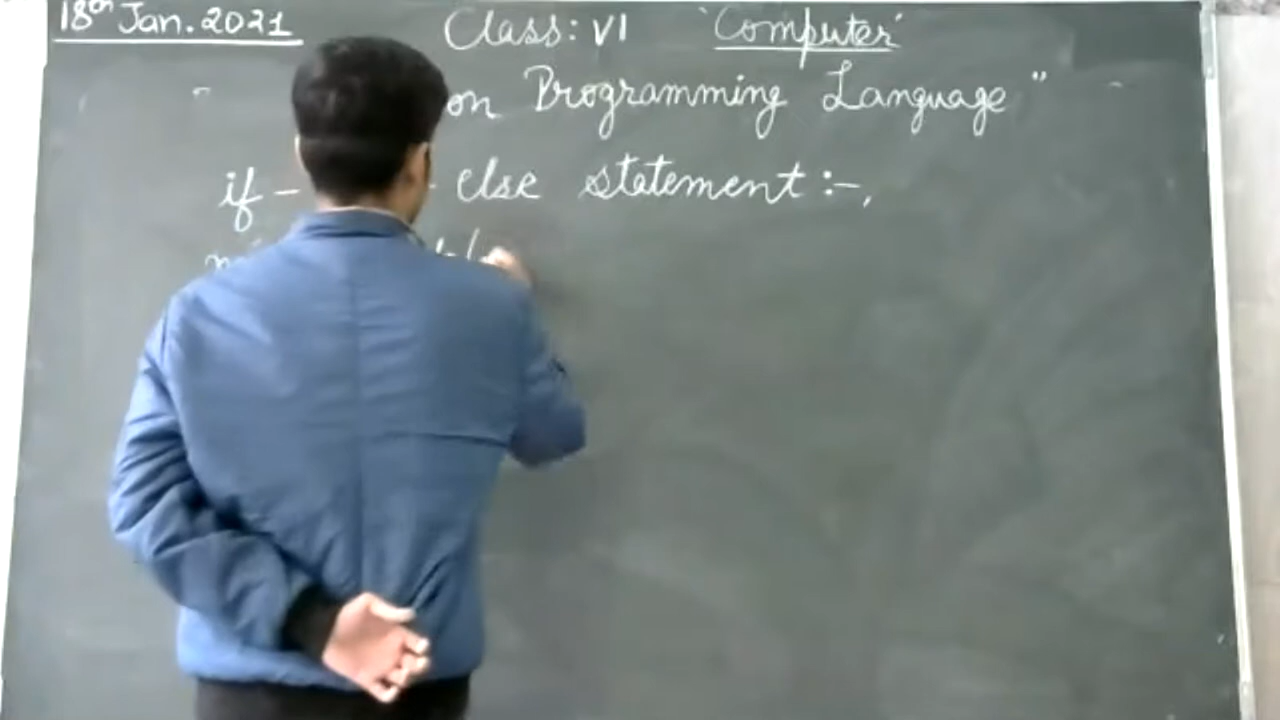 18th Jan. 2021 Class: VI 'Computer'
" on Programming Language "
if - - else statement :-,